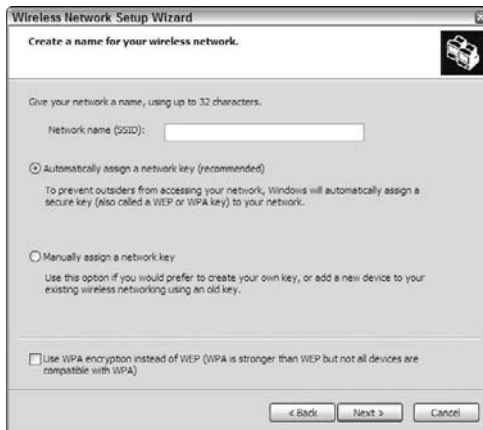 Wireless Network Setup Wizard
Create a name for your wireless network.
Give your network a name, using up to 32 characters.
Network name (SSID):
Automatically assign a network key (recommended)
To prevent outsiders from accessing your network, Windows will automatically assign a
secure key (also called a WEP or WPA key) to your network.
Manually assign a network key
Use this option if you would prefer to create your own key, or add a new device to your
existing wireless networking using an old key.
Use WPA encryption instead of WEP (WPA is stronger than WEP but not all devices are
compatible with WPA)
< Back
Next >
Cancel